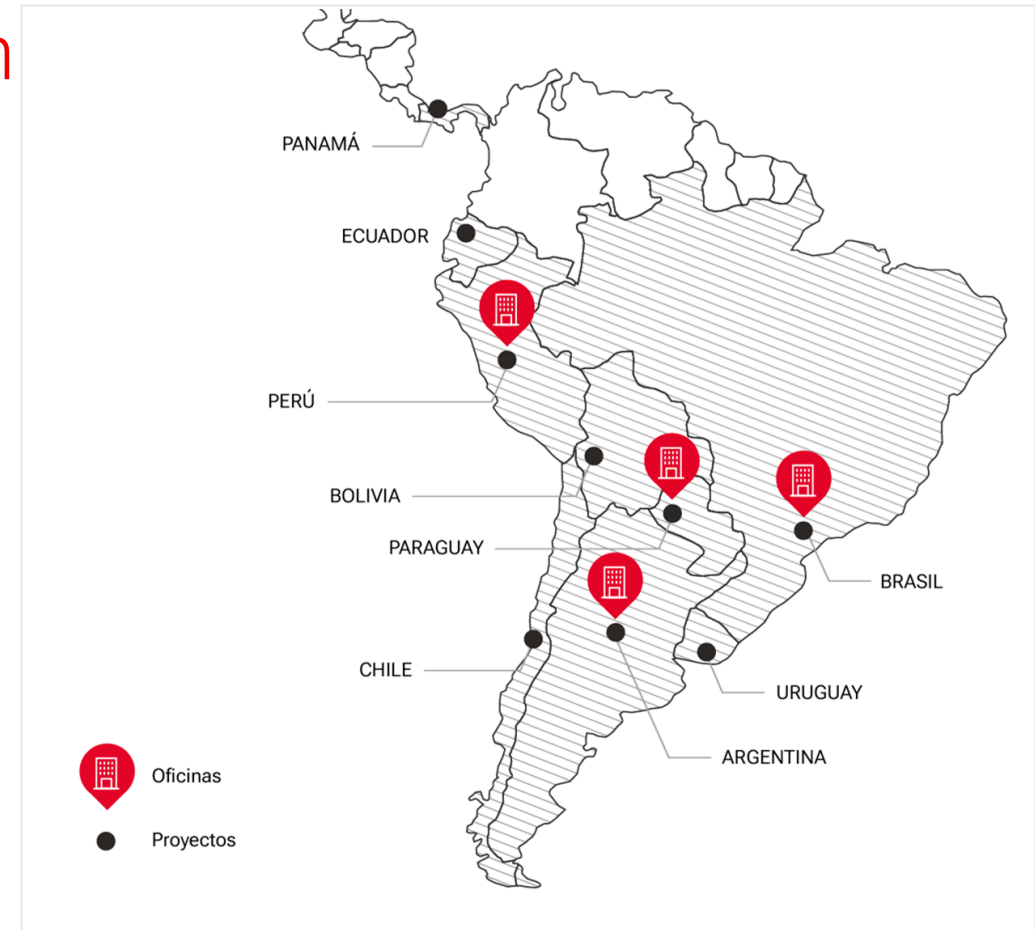 n
PANAMÁ
ECUADOR
PERÚ
BOLIVIA
PARAGUAY
BRASIL
CHILE
URUGUAY
ARGENTINA
Oficinas
Proyectos